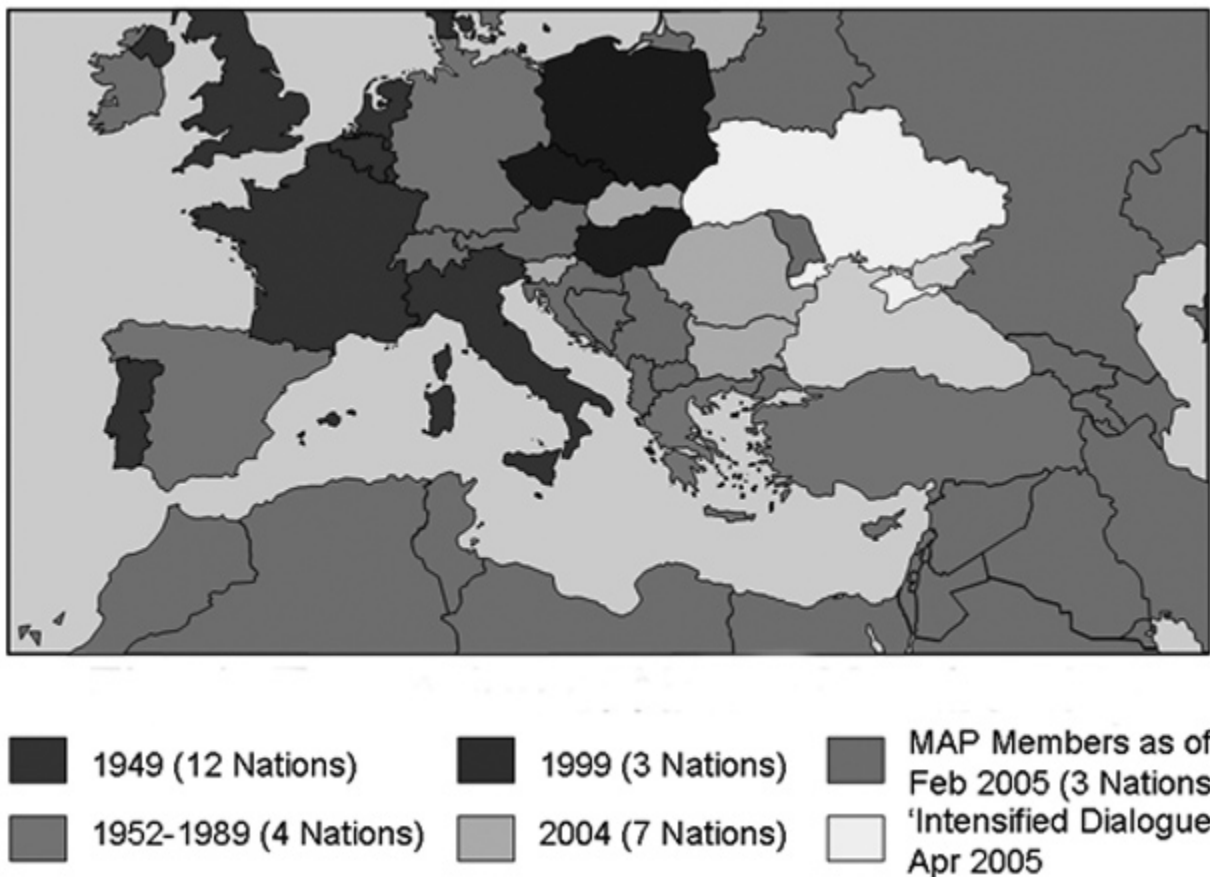 1949 (12 Nations)
1999 (3 Nations)
MAP Members as of
Feb 2005 (3 Nations
1952-1989 (4 Nations)
2004 (7 Nations)
‘Intensified Dialogue
Apr 2005